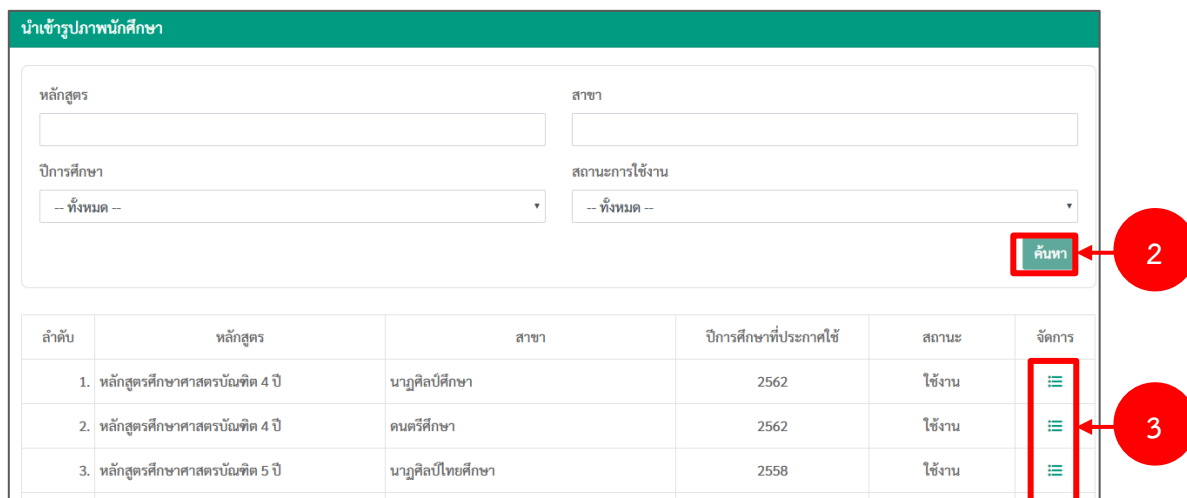 นำเข้ารูปภาพนักศึกษา
หลักสูตร สาขา
ปีการศึกษา สถานะการใช้งาน
-- ทั้งหมด -- -- ทั้งหมด --
ค้นหา 2
ลำดับ หลักสูตร สาขา ปีการศึกษาที่ประกาศใช้ สถานะ จัดการ
1. หลักสูตรศึกษาศาสตรบัณฑิต 4 ปี นาฏศิลป์ศึกษา 2562 ใช้งาน
2. หลักสูตรศึกษาศาสตรบัณฑิต 4 ปี ดนตรีศึกษา 2562 ใช้งาน 3
3. หลักสูตรศึกษาศาสตรบัณฑิต 5 ปี นาฏศิลป์ไทยศึกษา 2558 ใช้งาน